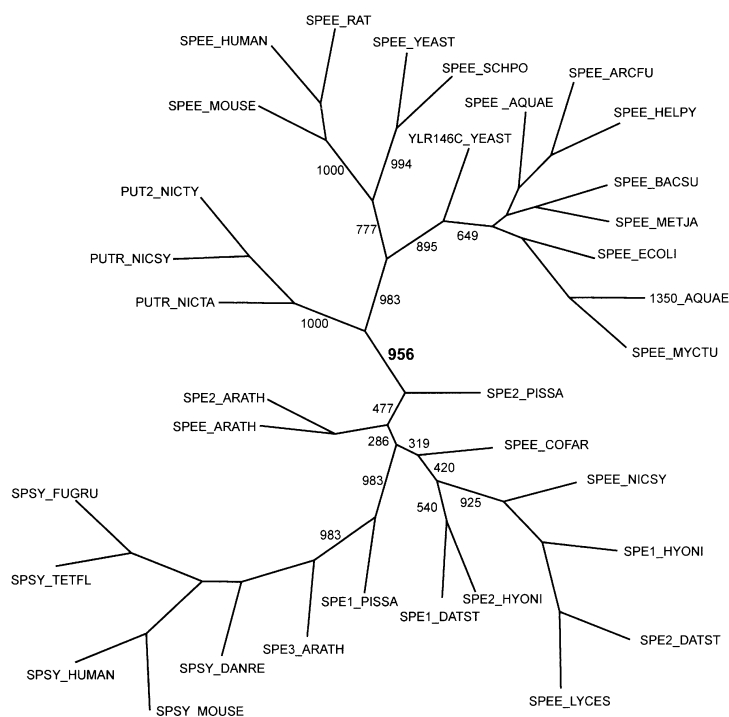 SPEE_RAT
SPEE_HUMAN
SPEE_YEAST
SPEE_SCHPO
SPEE_ARCFU
SPEE_MOUSE
SPEE_AQUAE
SPEE_HELPY
YLR146C_YEAST
994
1000
PUT2_NICTY
SPEE_BACSU
SPEE_METJA
777
649
895
SPEE_ECOLI
PUTR_NICSY
PUTR_NICTA
983
1350_AQUAE
1000
SPEE_MYCTU
956
SPE2_PISSA
SPE2_ARATH
477
SPEE_ARATH
286
319
SPEE_COFAR
420
983
SPEE_NICSY
SPSY_FUGRU
925
540
983
SPE1_HYONI
SPSY_TETFL
SPE1_PISSA
SPE2_HYONI
SPE1_DATST
SPE2_DATST
SPE3_ARATH
SPSY_DANRE
SPSY_HUMAN
SPEE_LYCES
SPSY_MOUSE